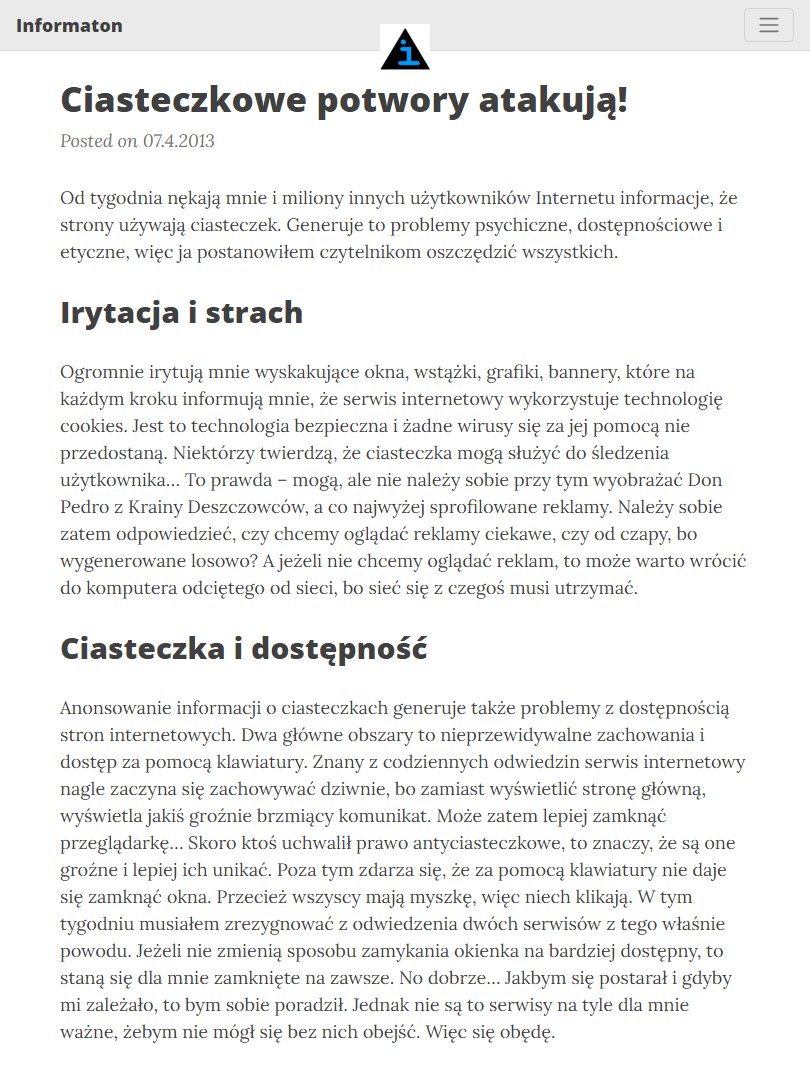 Informaton
i
Ciasteczkowe potwory atakują!
Posted on 07.4.2013
Od tygodnia nękają mnie i miliony innych użytkowników Internetu informacje, że
strony używają ciasteczek. Generuje to problemy psychiczne, dostępnościowe i
etyczne, więc ja postanowiłem czytelnikom oszczędzić wszystkich.
Irytacja i strach
Ogromnie irytują mnie wyskakujące okna, wstążki, grafiki, bannery, które na
każdym kroku informują mnie, że serwis internetowy wykorzystuje technologię
cookies. Jest to technologia bezpieczna i żadne wirusy się za jej pomocą nie
przedostaną. Niektórzy twierdzą, że ciasteczka mogą służyć do śledzenia
użytkownika… To prawda – mogą, ale nie należy sobie przy tym wyobrażać Don
Pedro z Krainy Deszczowców, a co najwyżej sprofilowane reklamy. Należy sobie
zatem odpowiedzieć, czy chcemy oglądać reklamy ciekawe, czy od czapy, bo
wygenerowane losowo? A jeżeli nie chcemy oglądać reklam, to może warto wrócić
do komputera odciętego od sieci, bo sieć się z czegoś musi utrzymać.
Ciasteczka i dostępność
Anonsowanie informacji o ciasteczkach generuje także problemy z dostępnością
stron internetowych. Dwa główne obszary to nieprzewidywalne zachowania i
dostęp za pomocą klawiatury. Znany z codziennych odwiedzin serwis internetowy
nagle zaczyna się zachowywać dziwnie, bo zamiast wyświetlić stronę główną,
wyświetla jakiś groźnie brzmiący komunikat. Może zatem lepiej zamknąć
przeglądarkę… Skoro ktoś uchwalił prawo antyciasteczkowe, to znaczy, że są one
groźne i lepiej ich unikać. Poza tym zdarza się, że za pomocą klawiatury nie daje
się zamknąć okna. Przecież wszyscy mają myszkę, więc niech klikają. W tym
tygodniu musiałem zrezygnować z odwiedzenia dwóch serwisów z tego właśnie
powodu. Jeżeli nie zmienią sposobu zamykania okienka na bardziej dostępny, to
staną się dla mnie zamknięte na zawsze. No dobrze… Jakbym się postarał i gdyby
mi zależało, to bym sobie poradził. Jednak nie są to serwisy na tyle dla mnie
ważne, żebym nie mógł się bez nich obejść. Więc się obędę.